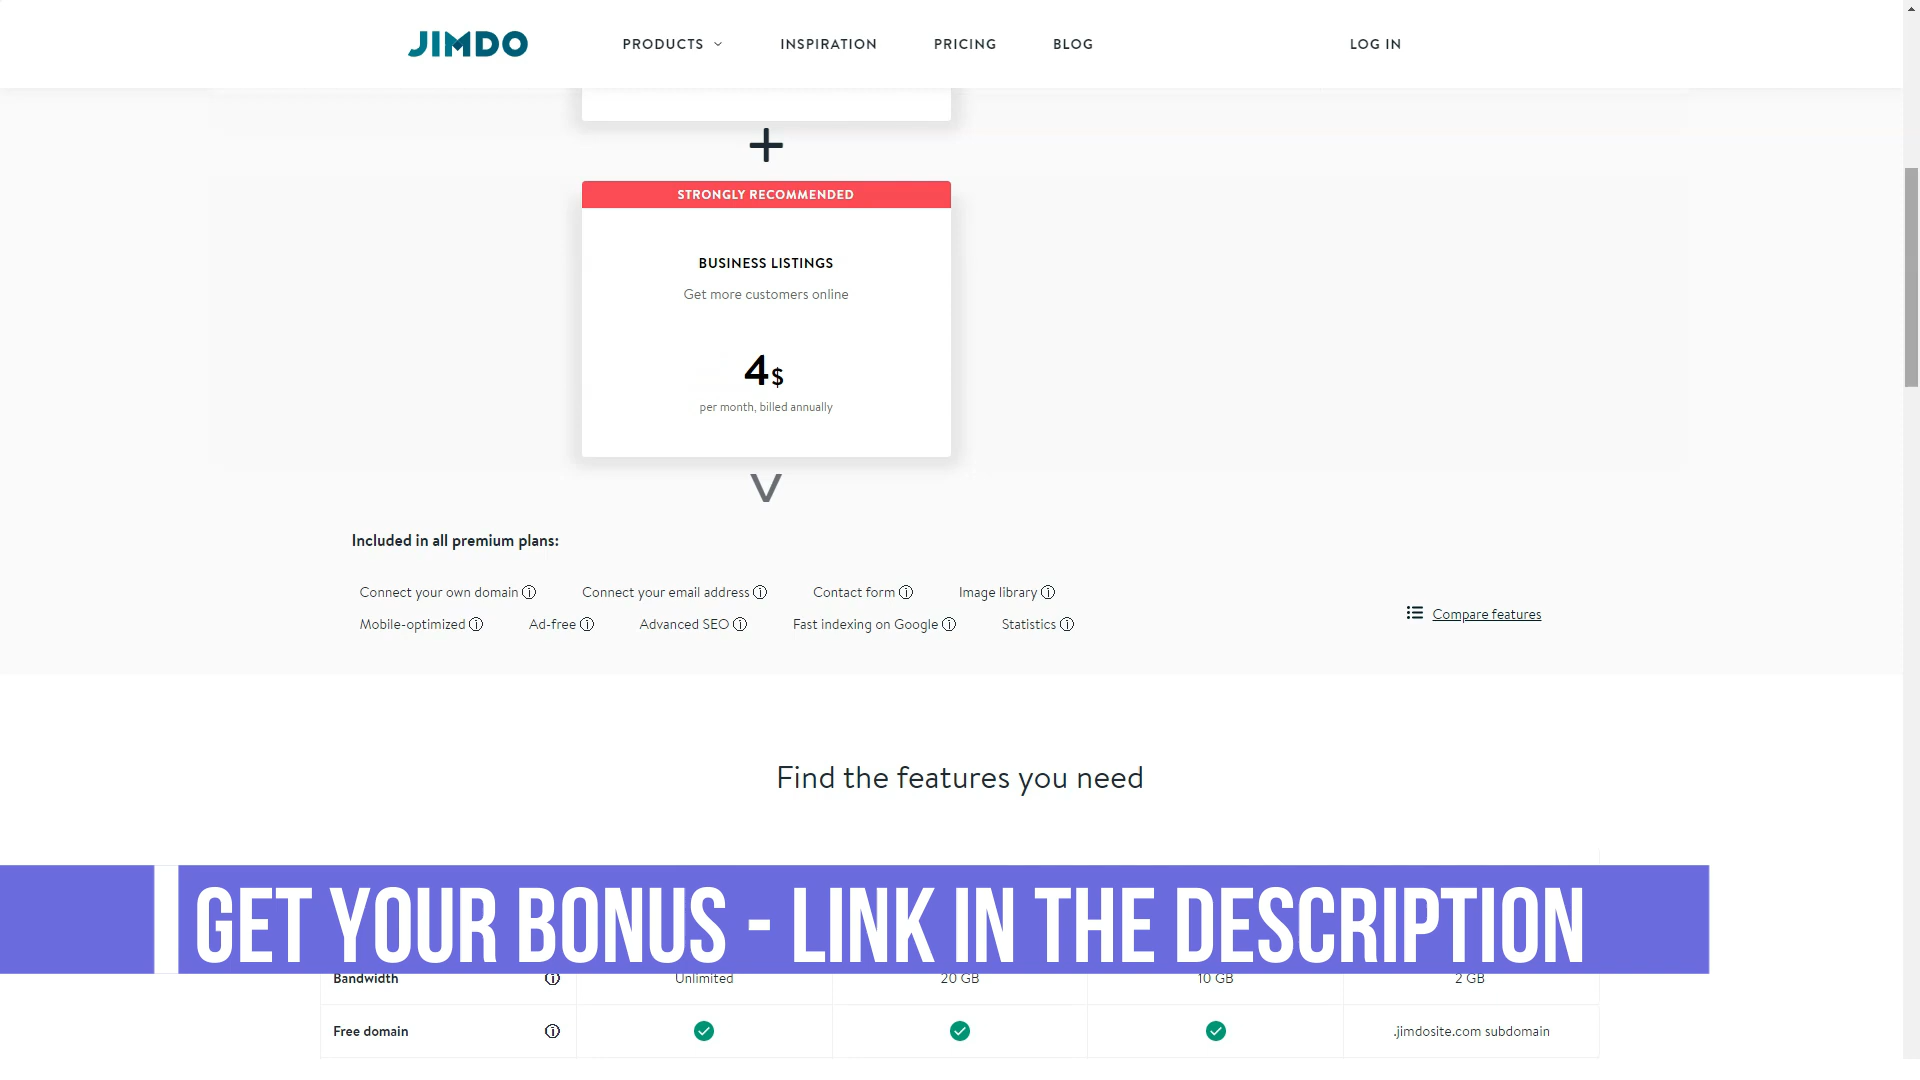 JIMDO PRODUCTS INSPIRATION PRICING BLOG LOG IN
+
STRONGLY RECOMMENDED
BUSINESS LISTINGS
Get more customers online
4$
per month, billed annually
Included in all premium plans:
Connect your own domain Connect your email address Contact form Image library
Mobile-optimized Ad-free Advanced SEO Fast indexing on Google Statistics
Compare features
Find the features you need
GET YOUR BONUS - LINK IN THE DESCRIPTION
Bandwidth Unlimited 20 GB 10 GB 2 GB
Free domain .jimdosite.com subdomain